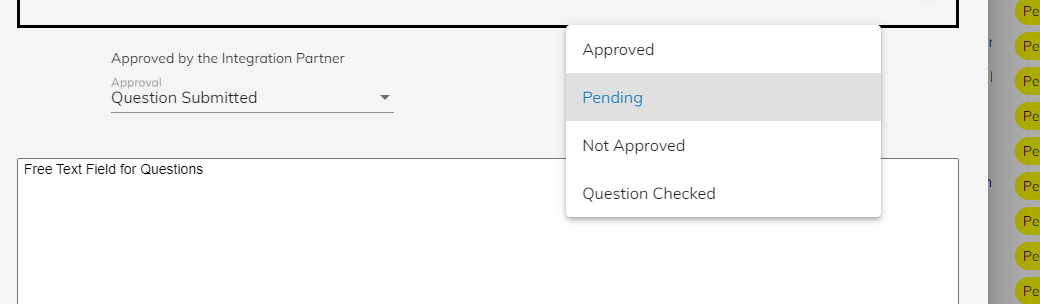 Approved by the Integration Partner
Approval
Question Submitted
Approved
Pending
Not Approved
Question Checked
Free Text Field for Questions
Pe
Pe
Pe
Pe
Pe
Pe
Pe
Pe
Pe